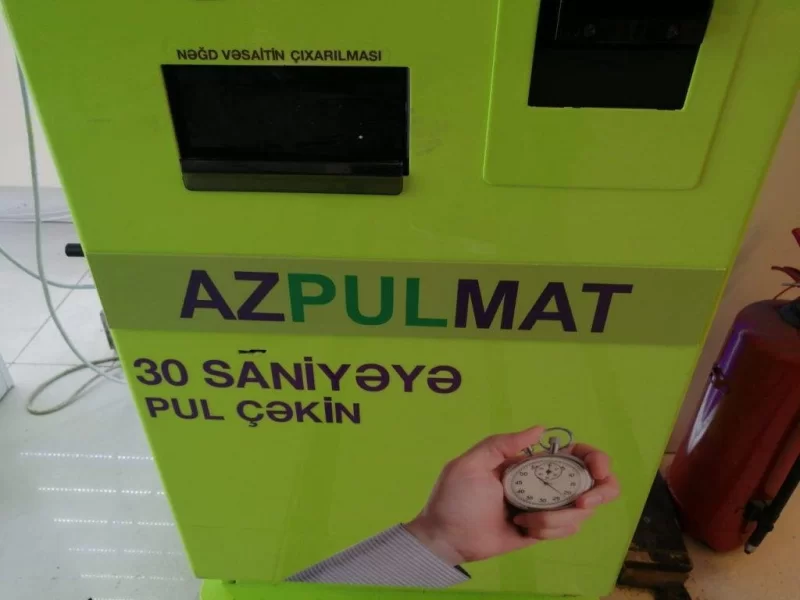 NƏĞD VƏSAİTİN ÇIXARILMASI
AZPULMAT
30 SANİYƏYƏ
PUL ÇƏKİN